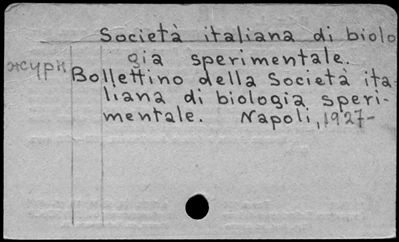 Società italiana di biolo
gia sperimentale.
журн Bollettino della Società ita-
liana di biologia speri-
mentale. Napoli, 1927-